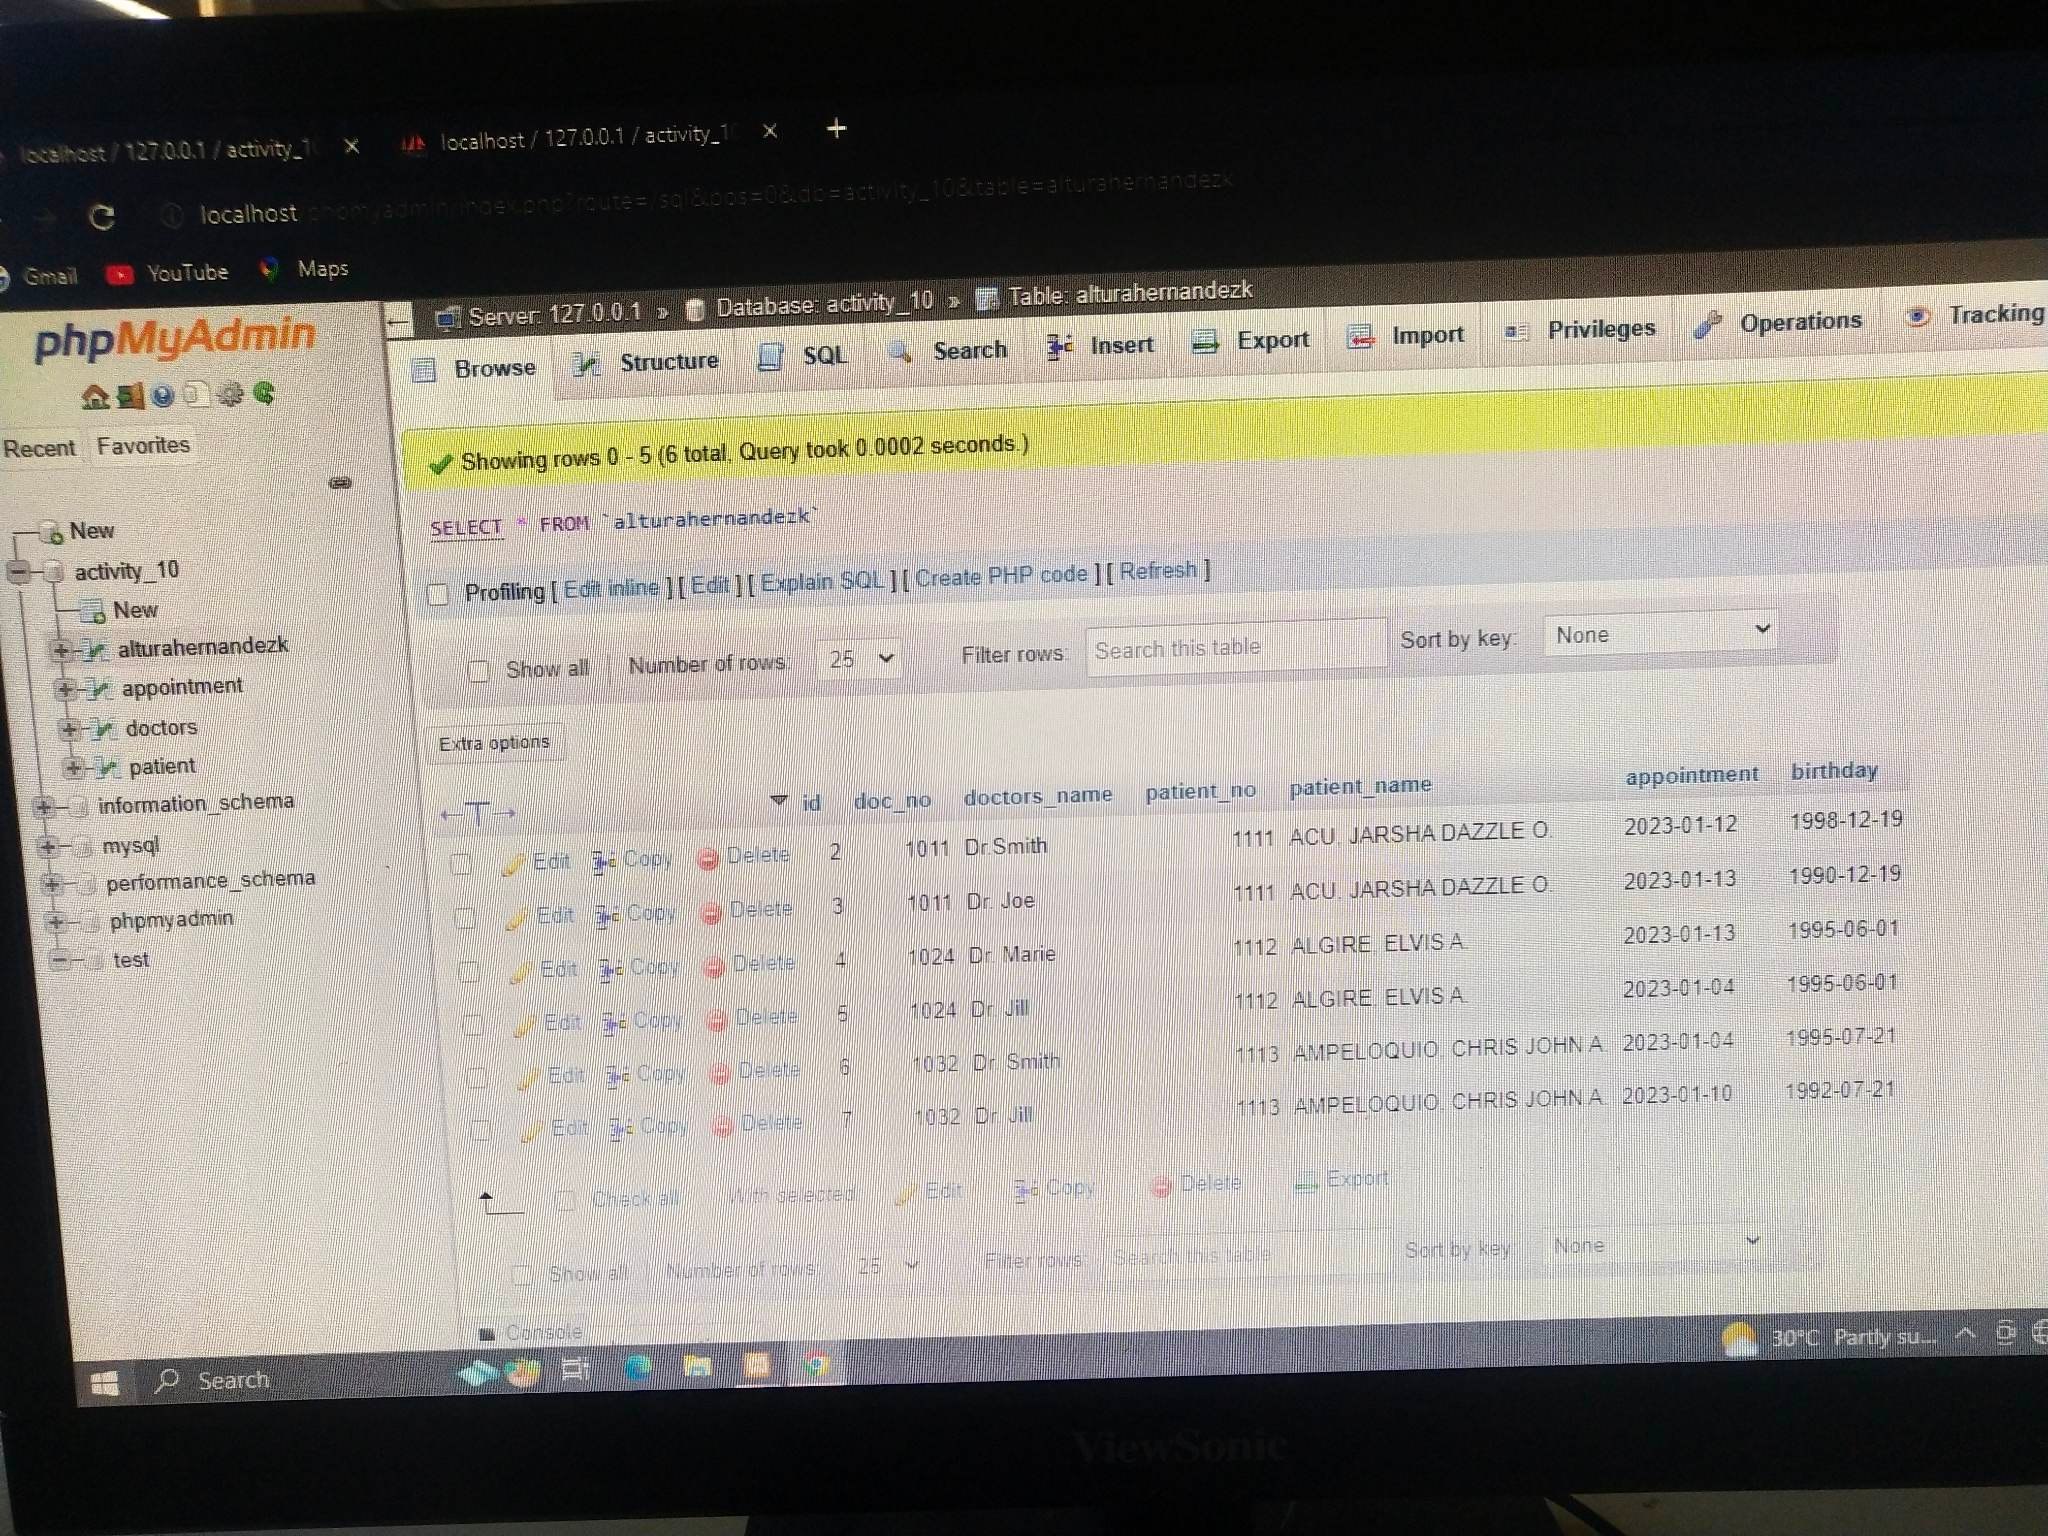 localhost / 127.0.0.1 / activity_1 localhost / 127.0.0.1 / activity_1
localhost/phpmyadmin/index.php?route=/sql&pos=0&db=activity_10&table=alturahernandezk
Gmail YouTube Maps
phpMyAdmin
Recent Favorites
New
activity_10
New
alturahernandezk
appointment
doctors
patient
information_schema
mysql
performance_schema
phpmyadmin
test
Server: 127.0.0.1 » Database: activity_10 » Table: alturahernandezk
Browse Structure SQL Search Insert Export Import Privileges Operations Tracking
Showing rows 0 - 5 (6 total, Query took 0.0002 seconds.)
SELECT * FROM `alturahernandezk`
Profiling [ Edit inline ] [ Edit ] [ Explain SQL ] [ Create PHP code ] [ Refresh ]
Show all Number of rows: 25 Filter rows: Search this table Sort by key: None
Extra options
←T→ id doc_no doctors_name patient_no patient_name appointment birthday
Edit Copy Delete 2 1011 Dr.Smith 1111 ACU, JARSHA DAZZLE O. 2023-01-12 1998-12-19
Edit Copy Delete 3 1011 Dr. Joe 1111 ACU, JARSHA DAZZLE O. 2023-01-13 1990-12-19
Edit Copy Delete 4 1024 Dr. Marie 1112 ALGIRE, ELVIS A. 2023-01-13 1995-06-01
Edit Copy Delete 5 1024 Dr. Jill 1112 ALGIRE, ELVIS A. 2023-01-04 1995-06-01
Edit Copy Delete 6 1032 Dr. Smith 1113 AMPELOQUIO, CHRIS JOHN A. 2023-01-04 1995-07-21
Edit Copy Delete 7 1032 Dr. Jill 1113 AMPELOQUIO, CHRIS JOHN A. 2023-01-10 1992-07-21
Check all With selected: Edit Copy Delete Export
Show all Number of rows: 25 Filter rows: Search this table Sort by key: None
Console
Search 30°C Partly su...
ViewSonic